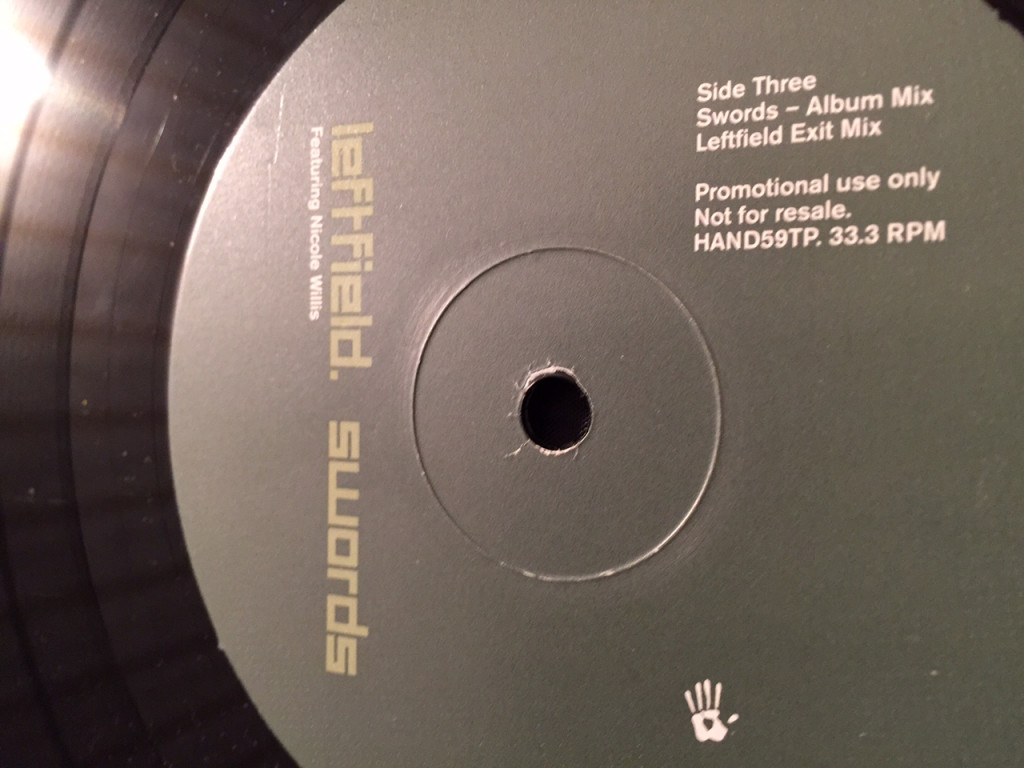 leftfield. swords
Featuring Nicole Willis
Side Three
Swords – Album Mix
Leftfield Exit Mix
Promotional use only
Not for resale.
HAND59TP. 33.3 RPM